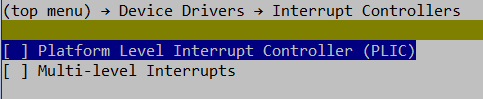 (top menu) → Device Drivers → Interrupt Controllers
[ ] Platform Level Interrupt Controller (PLIC)
[ ] Multi-level Interrupts